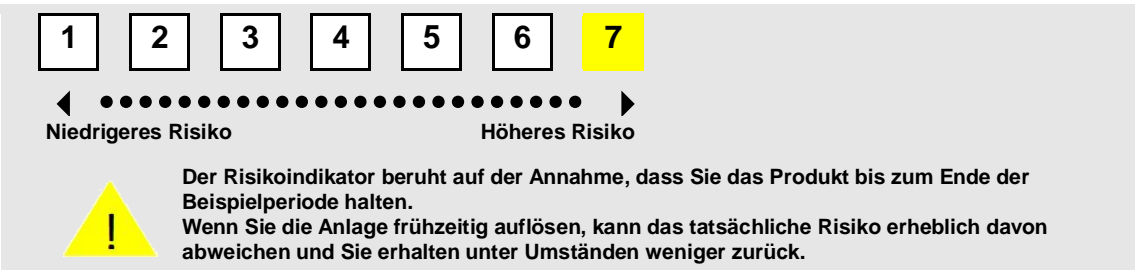 1 2 3 4 5 6 7
Niedrigeres Risiko Höheres Risiko
Der Risikoindikator beruht auf der Annahme, dass Sie das Produkt bis zum Ende der
Beispielperiode halten.
Wenn Sie die Anlage frühzeitig auflösen, kann das tatsächliche Risiko erheblich davon
abweichen und Sie erhalten unter Umständen weniger zurück.
!